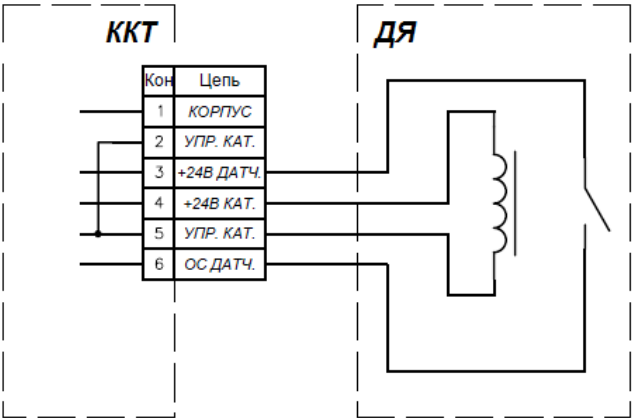 ККТ ДЯ
Кон Цепь
1 КОРПУС
2 УПР. КАТ.
3 +24В ДАТЧ.
4 +24В КАТ.
5 УПР. КАТ.
6 ОС ДАТЧ.